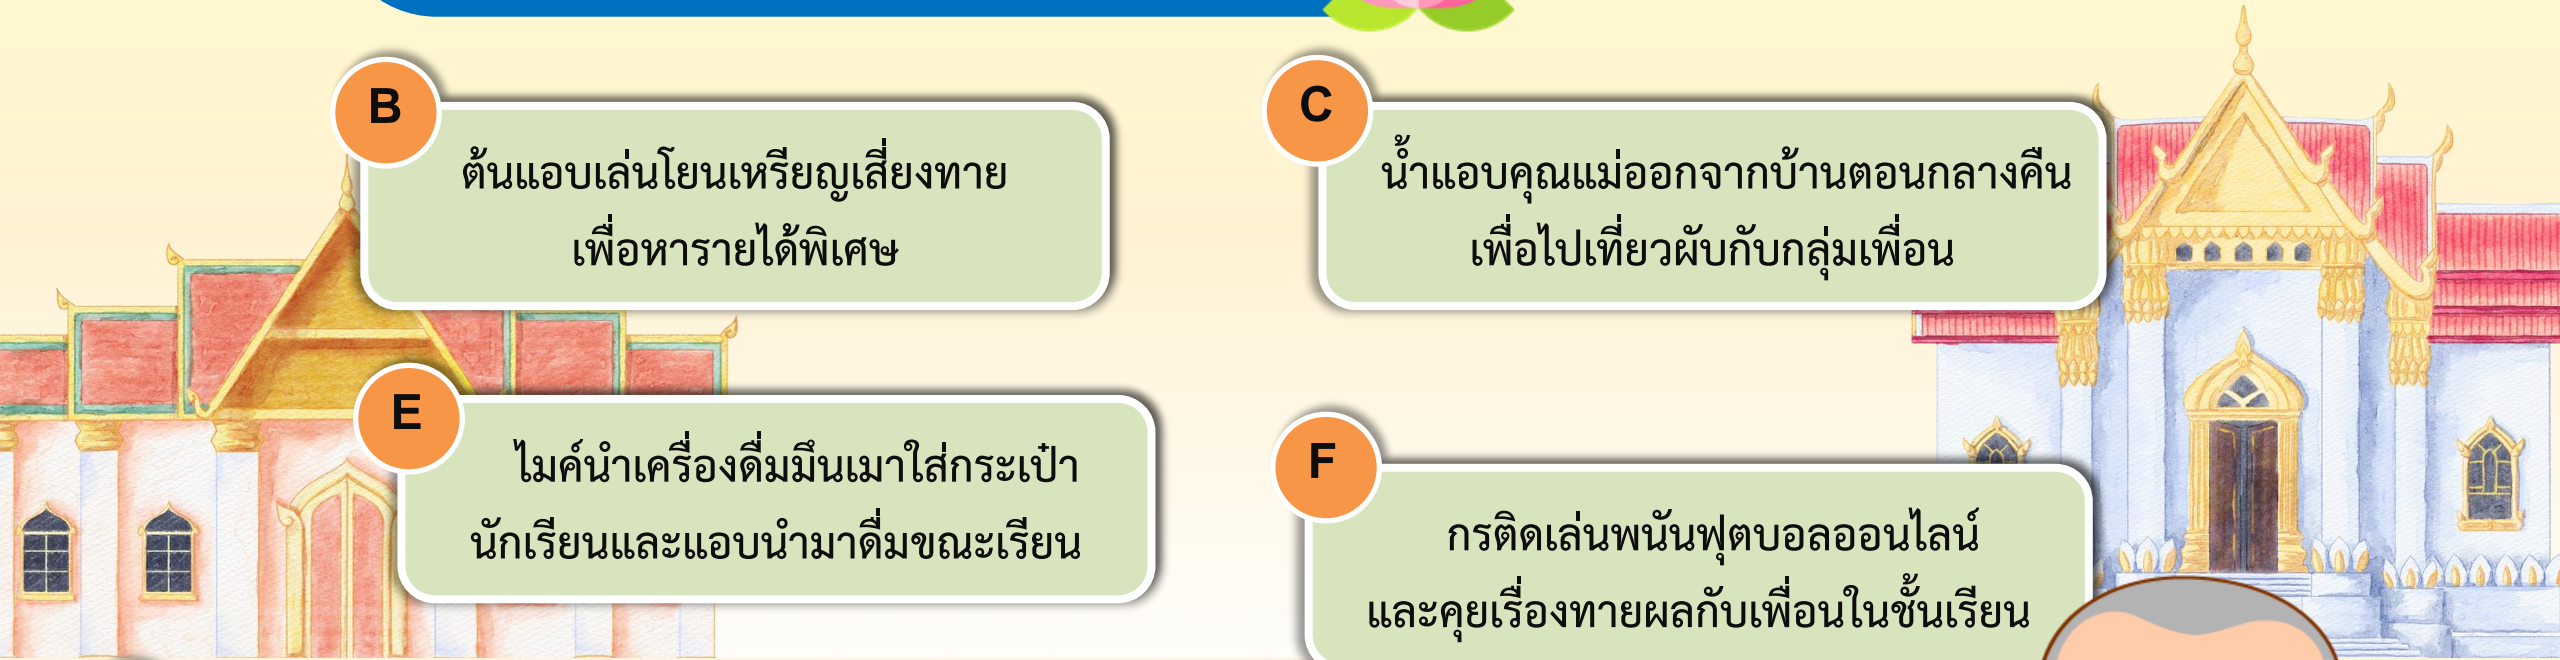 B
ต้นแอบเล่นโยนเหรียญเสี่ยงทาย
เพื่อหารายได้พิเศษ
C
น้ำแอบคุณแม่ออกจากบ้านตอนกลางคืน
เพื่อไปเที่ยวผับกับกลุ่มเพื่อน
E
ไมค์นำเครื่องดื่มมึนเมาใส่กระเป๋า
นักเรียนและแอบนำมาดื่มขณะเรียน
F
กรติดเล่นพนันฟุตบอลออนไลน์
และคุยเรื่องทายผลกับเพื่อนในชั้นเรียน